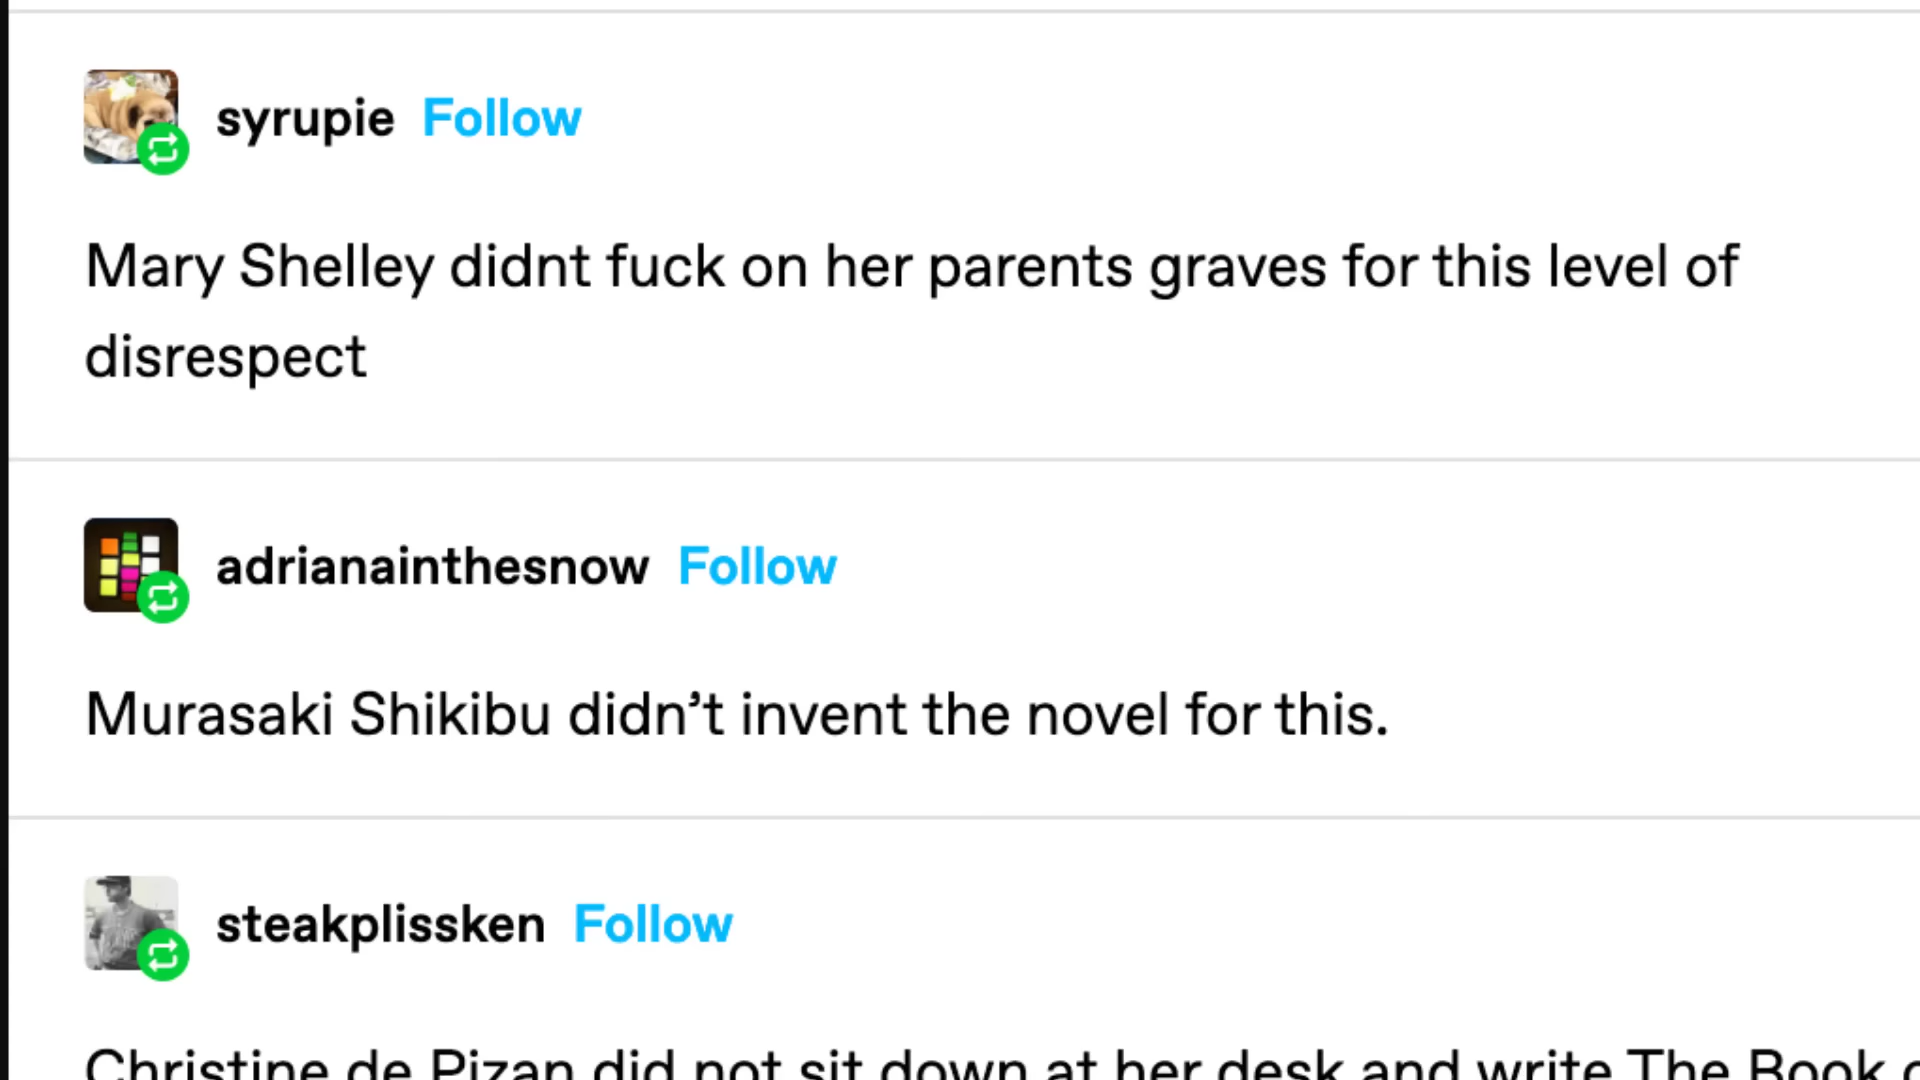 syrupie Follow
Mary Shelley didnt fuck on her parents graves for this level of
disrespect
adrianainthesnow Follow
Murasaki Shikibu didn’t invent the novel for this.
steakplissken Follow
Christine de Pizan did not sit down at her desk and write The Book